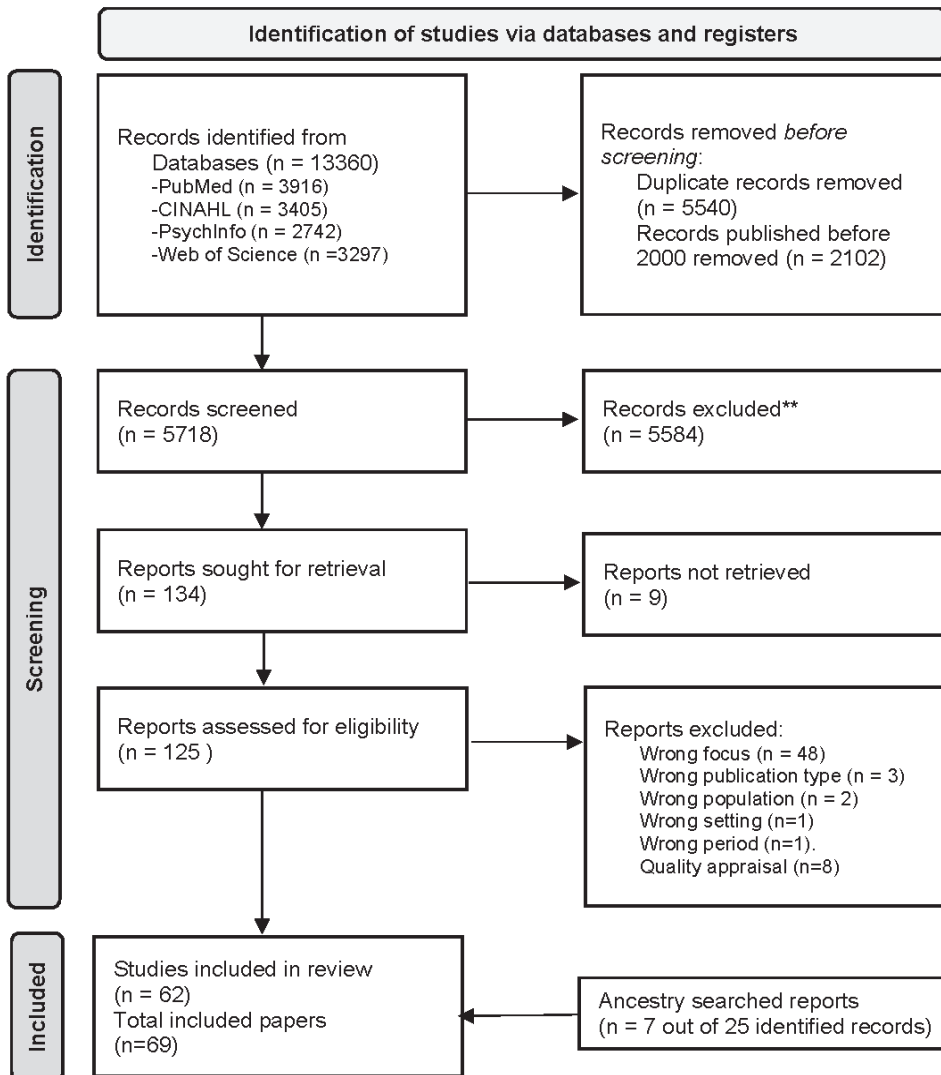 Identification of studies via databases and registers
Identification
Records identified from
Databases (n = 13360)
-PubMed (n = 3916)
-CINAHL (n = 3405)
-PsychInfo (n = 2742)
-Web of Science (n =3297)
Records removed before
screening:
Duplicate records removed
(n = 5540)
Records published before
2000 removed (n = 2102)
Screening
Records screened
(n = 5718)
Records excluded**
(n = 5584)
Reports sought for retrieval
(n = 134)
Reports not retrieved
(n = 9)
Reports assessed for eligibility
(n = 125 )
Reports excluded:
Wrong focus (n = 48)
Wrong publication type (n = 3)
Wrong population (n = 2)
Wrong setting (n=1)
Wrong period (n=1).
Quality appraisal (n=8)
Included
Studies included in review
(n = 62)
Total included papers
(n=69)
Ancestry searched reports
(n = 7 out of 25 identified records)